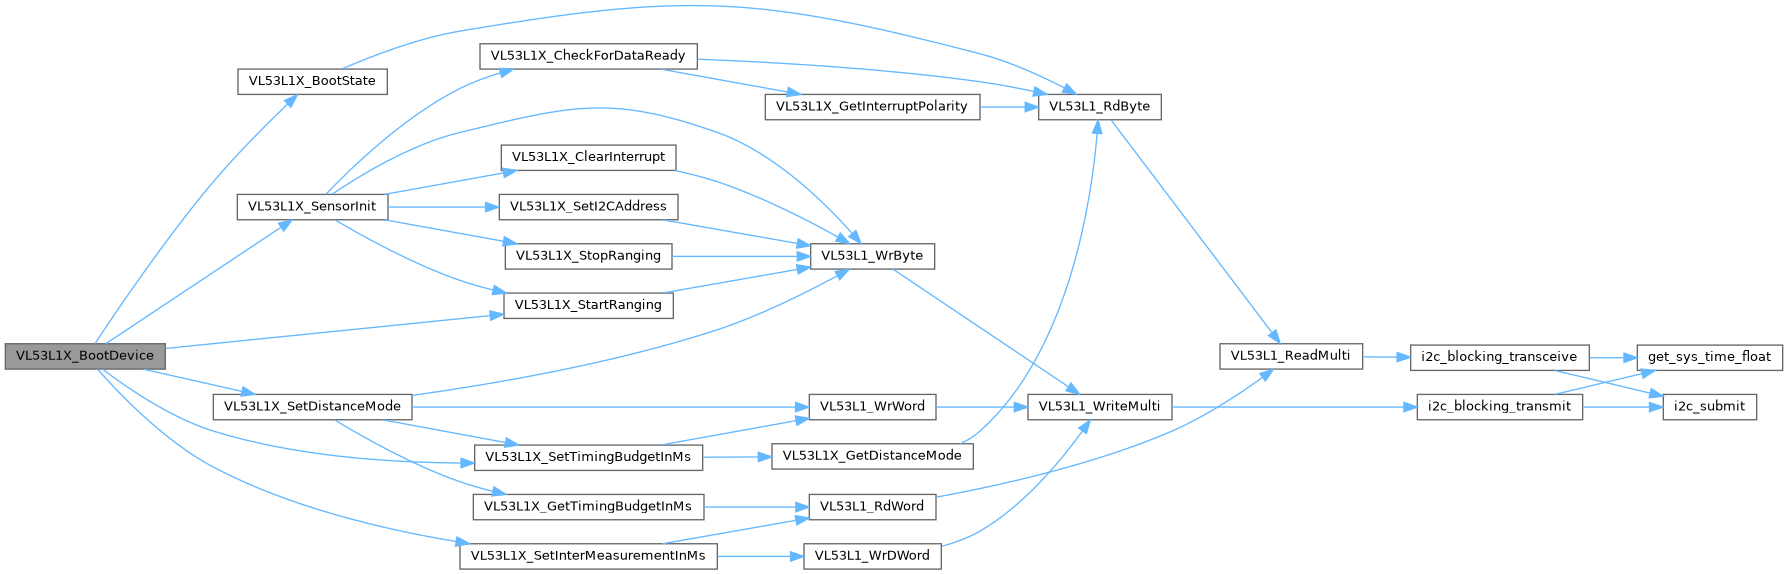 VL53L1X_BootDevice
VL53L1X_BootState
VL53L1X_SensorInit
VL53L1X_SetDistanceMode
VL53L1X_CheckForDataReady
VL53L1X_ClearInterrupt
VL53L1X_SetI2CAddress
VL53L1X_StopRanging
VL53L1X_StartRanging
VL53L1X_SetTimingBudgetInMs
VL53L1X_GetTimingBudgetInMs
VL53L1X_SetInterMeasurementInMs
VL53L1X_GetInterruptPolarity
VL53L1_WrByte
VL53L1_WrWord
VL53L1X_GetDistanceMode
VL53L1_RdWord
VL53L1_WrDWord
VL53L1_RdByte
VL53L1_WriteMulti
VL53L1_ReadMulti
i2c_blocking_transceive
i2c_blocking_transmit
get_sys_time_float
i2c_submit